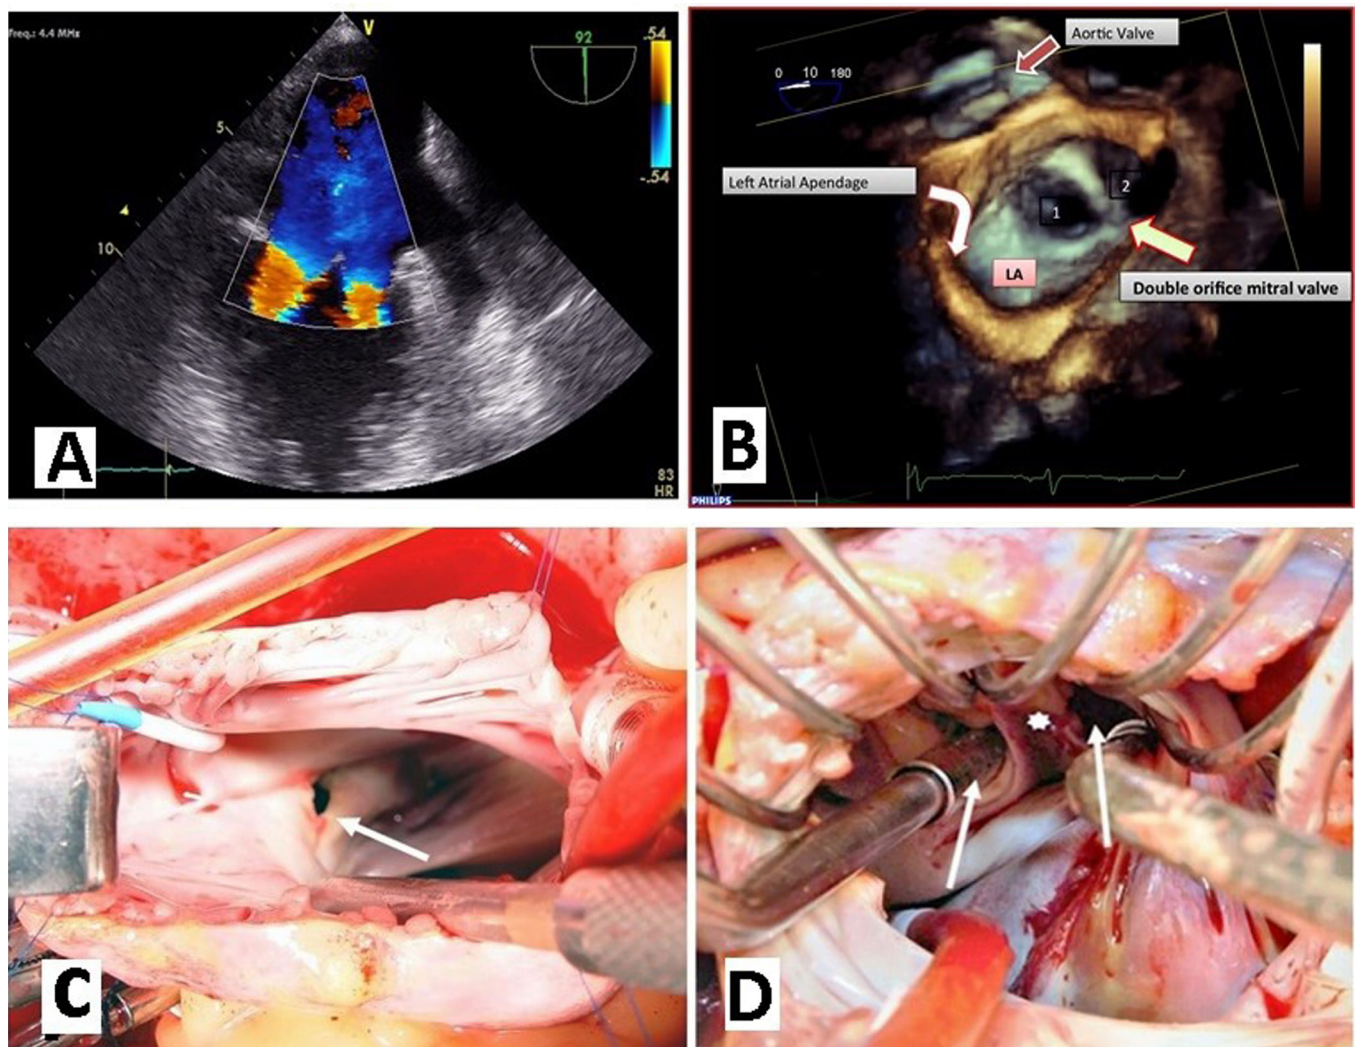 Freq.: 4.4 MHz
V
92
.54
-.54
5
10
A
83
HR
Aortic Valve
0 10 180
Left Atrial Apendage
2
1
LA
Double orifice mitral valve
B
PHILIPS
C
D